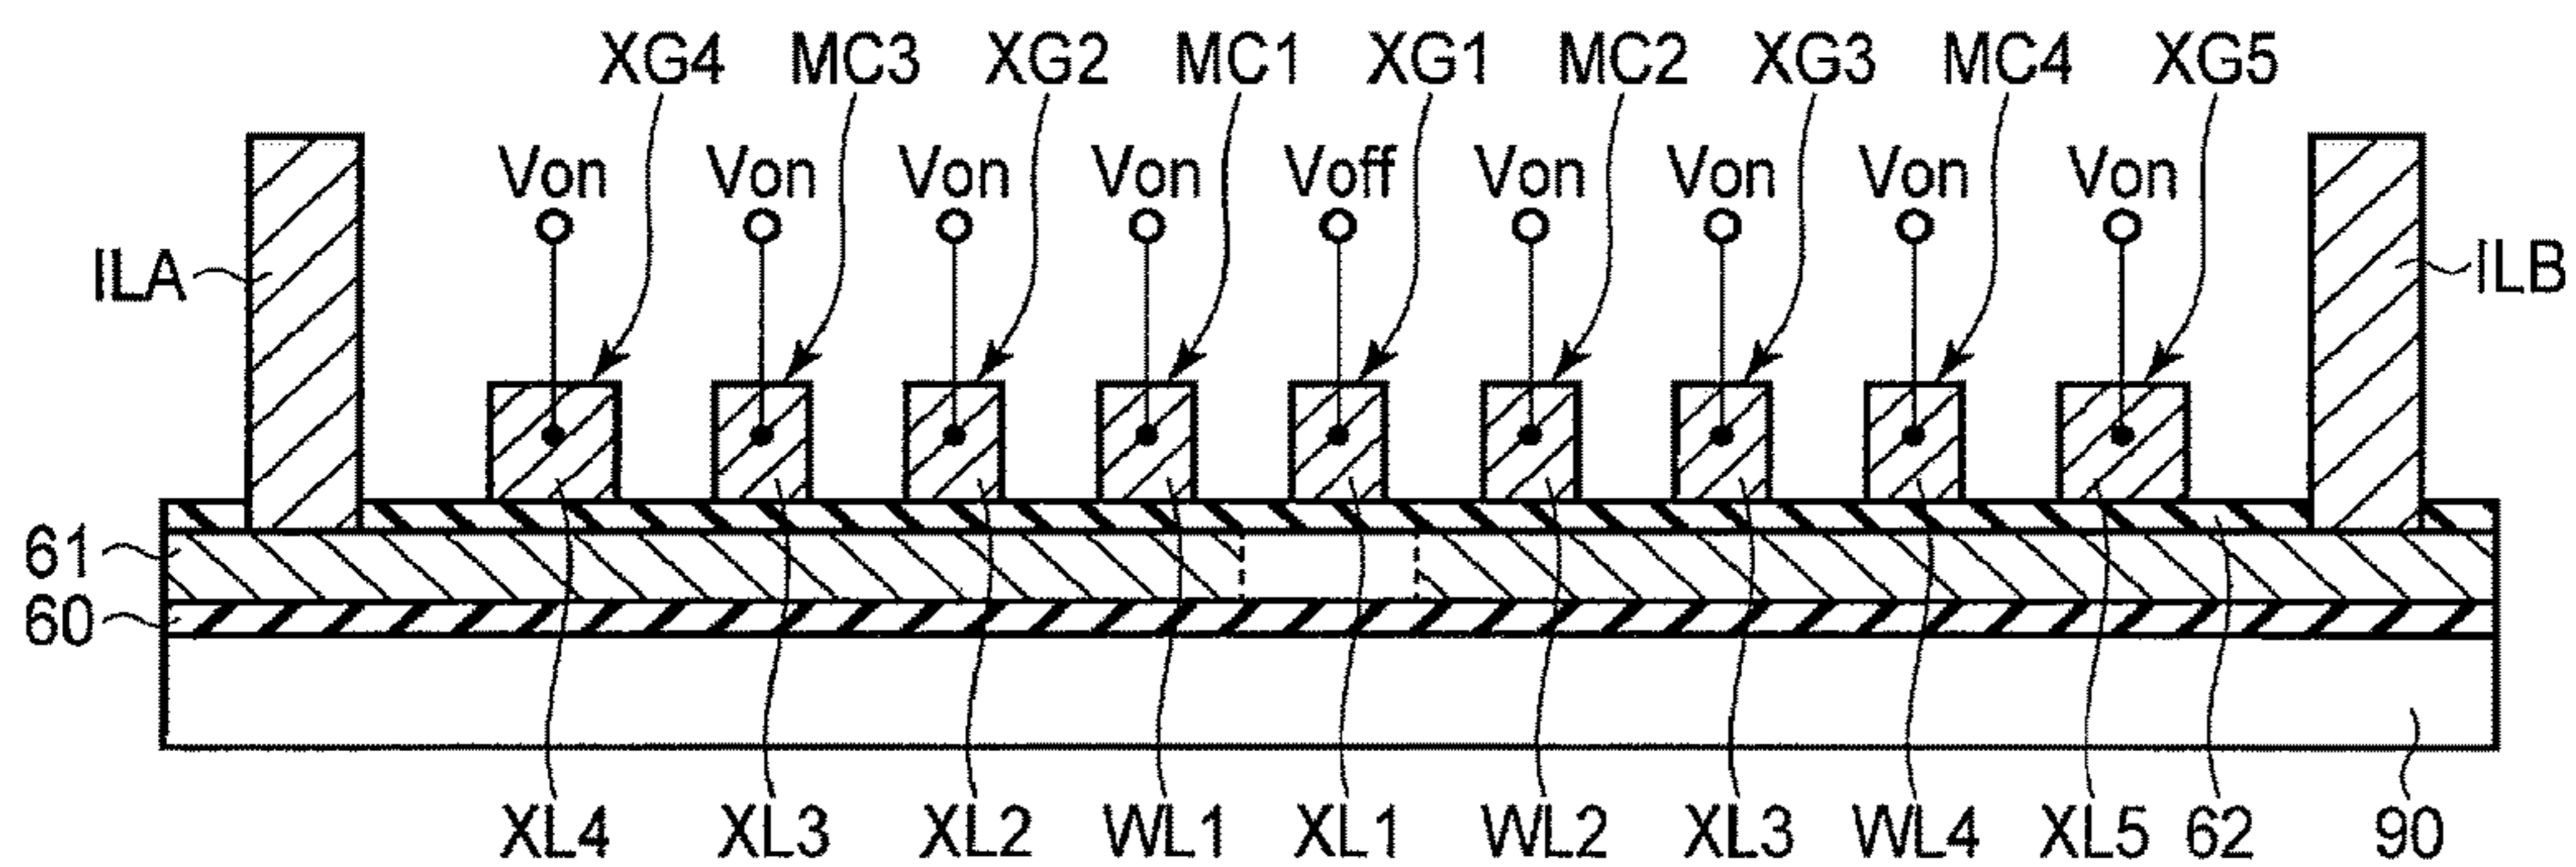 XG4 MC3 XG2 MC1 XG1 MC2 XG3 MC4 XG5
Von Von Von Von Voff Von Von Von Von
ILA ILB
61
60
XL4 XL3 XL2 WL1 XL1 WL2 XL3 WL4 XL5 62 90